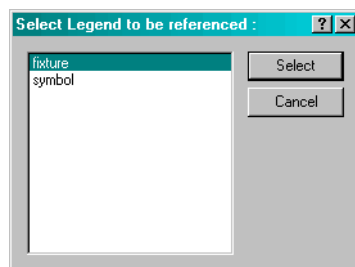 Select Legend to be referenced :
fixture
symbol
Select
Cancel